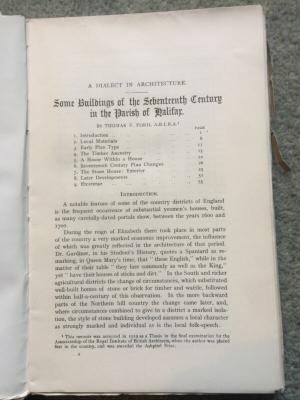 A DIALECT IN ARCHITECTURE.
Some Buildings of the Seventeenth Century
in the Parish of Halifax.
BY THOMAS F. FORD, A.R.I.B.A.¹
PAGE
1. Introduction 1
2. Local Materials 6
3. Early Plan Type 11
4. The Timber Ancestry 15
5. A House Within a House
6. Seventeenth Century Plan Changes
7. The Stone House: Exterior
8. Later Developments
9. Excursus
INTRODUCTION.
A notable feature of some of the country districts of England
is the frequent occurrence of substantial yeomen's houses, built,
as many carefully-dated portals show, between the years 1600 and
1700.
During the reign of Elizabeth there took place in most parts
of the country a very marked economic improvement, the influence
of which was greatly reflected in the architecture of that period.
Dr. Gardiner, in his Student's History, quotes a Spaniard as re-
marking, in Queen Mary's time, that " these English," while in the
matter of their table " they fare commonly as well as the King,"
yet " have their houses of sticks and dirt." In the South and richer
agricultural districts the change of circumstances, which substituted
well-built homes of stone or brick for timber and wattle, followed
within half-a-century of this observation. In the more backward
parts of the Northern hill country the change came later, and,
where circumstances combined to give in a district a marked isola-
tion, the style of stone building developed assumes a local character
as strongly marked and individual as is the local folk-speech.
¹ This memoir was accepted in 1919 as a Thesis in the final examination for the
Associateship of the Royal Institute of British Architects, when the author was placed
first in the country, and was awarded the Ashpitel Prize.